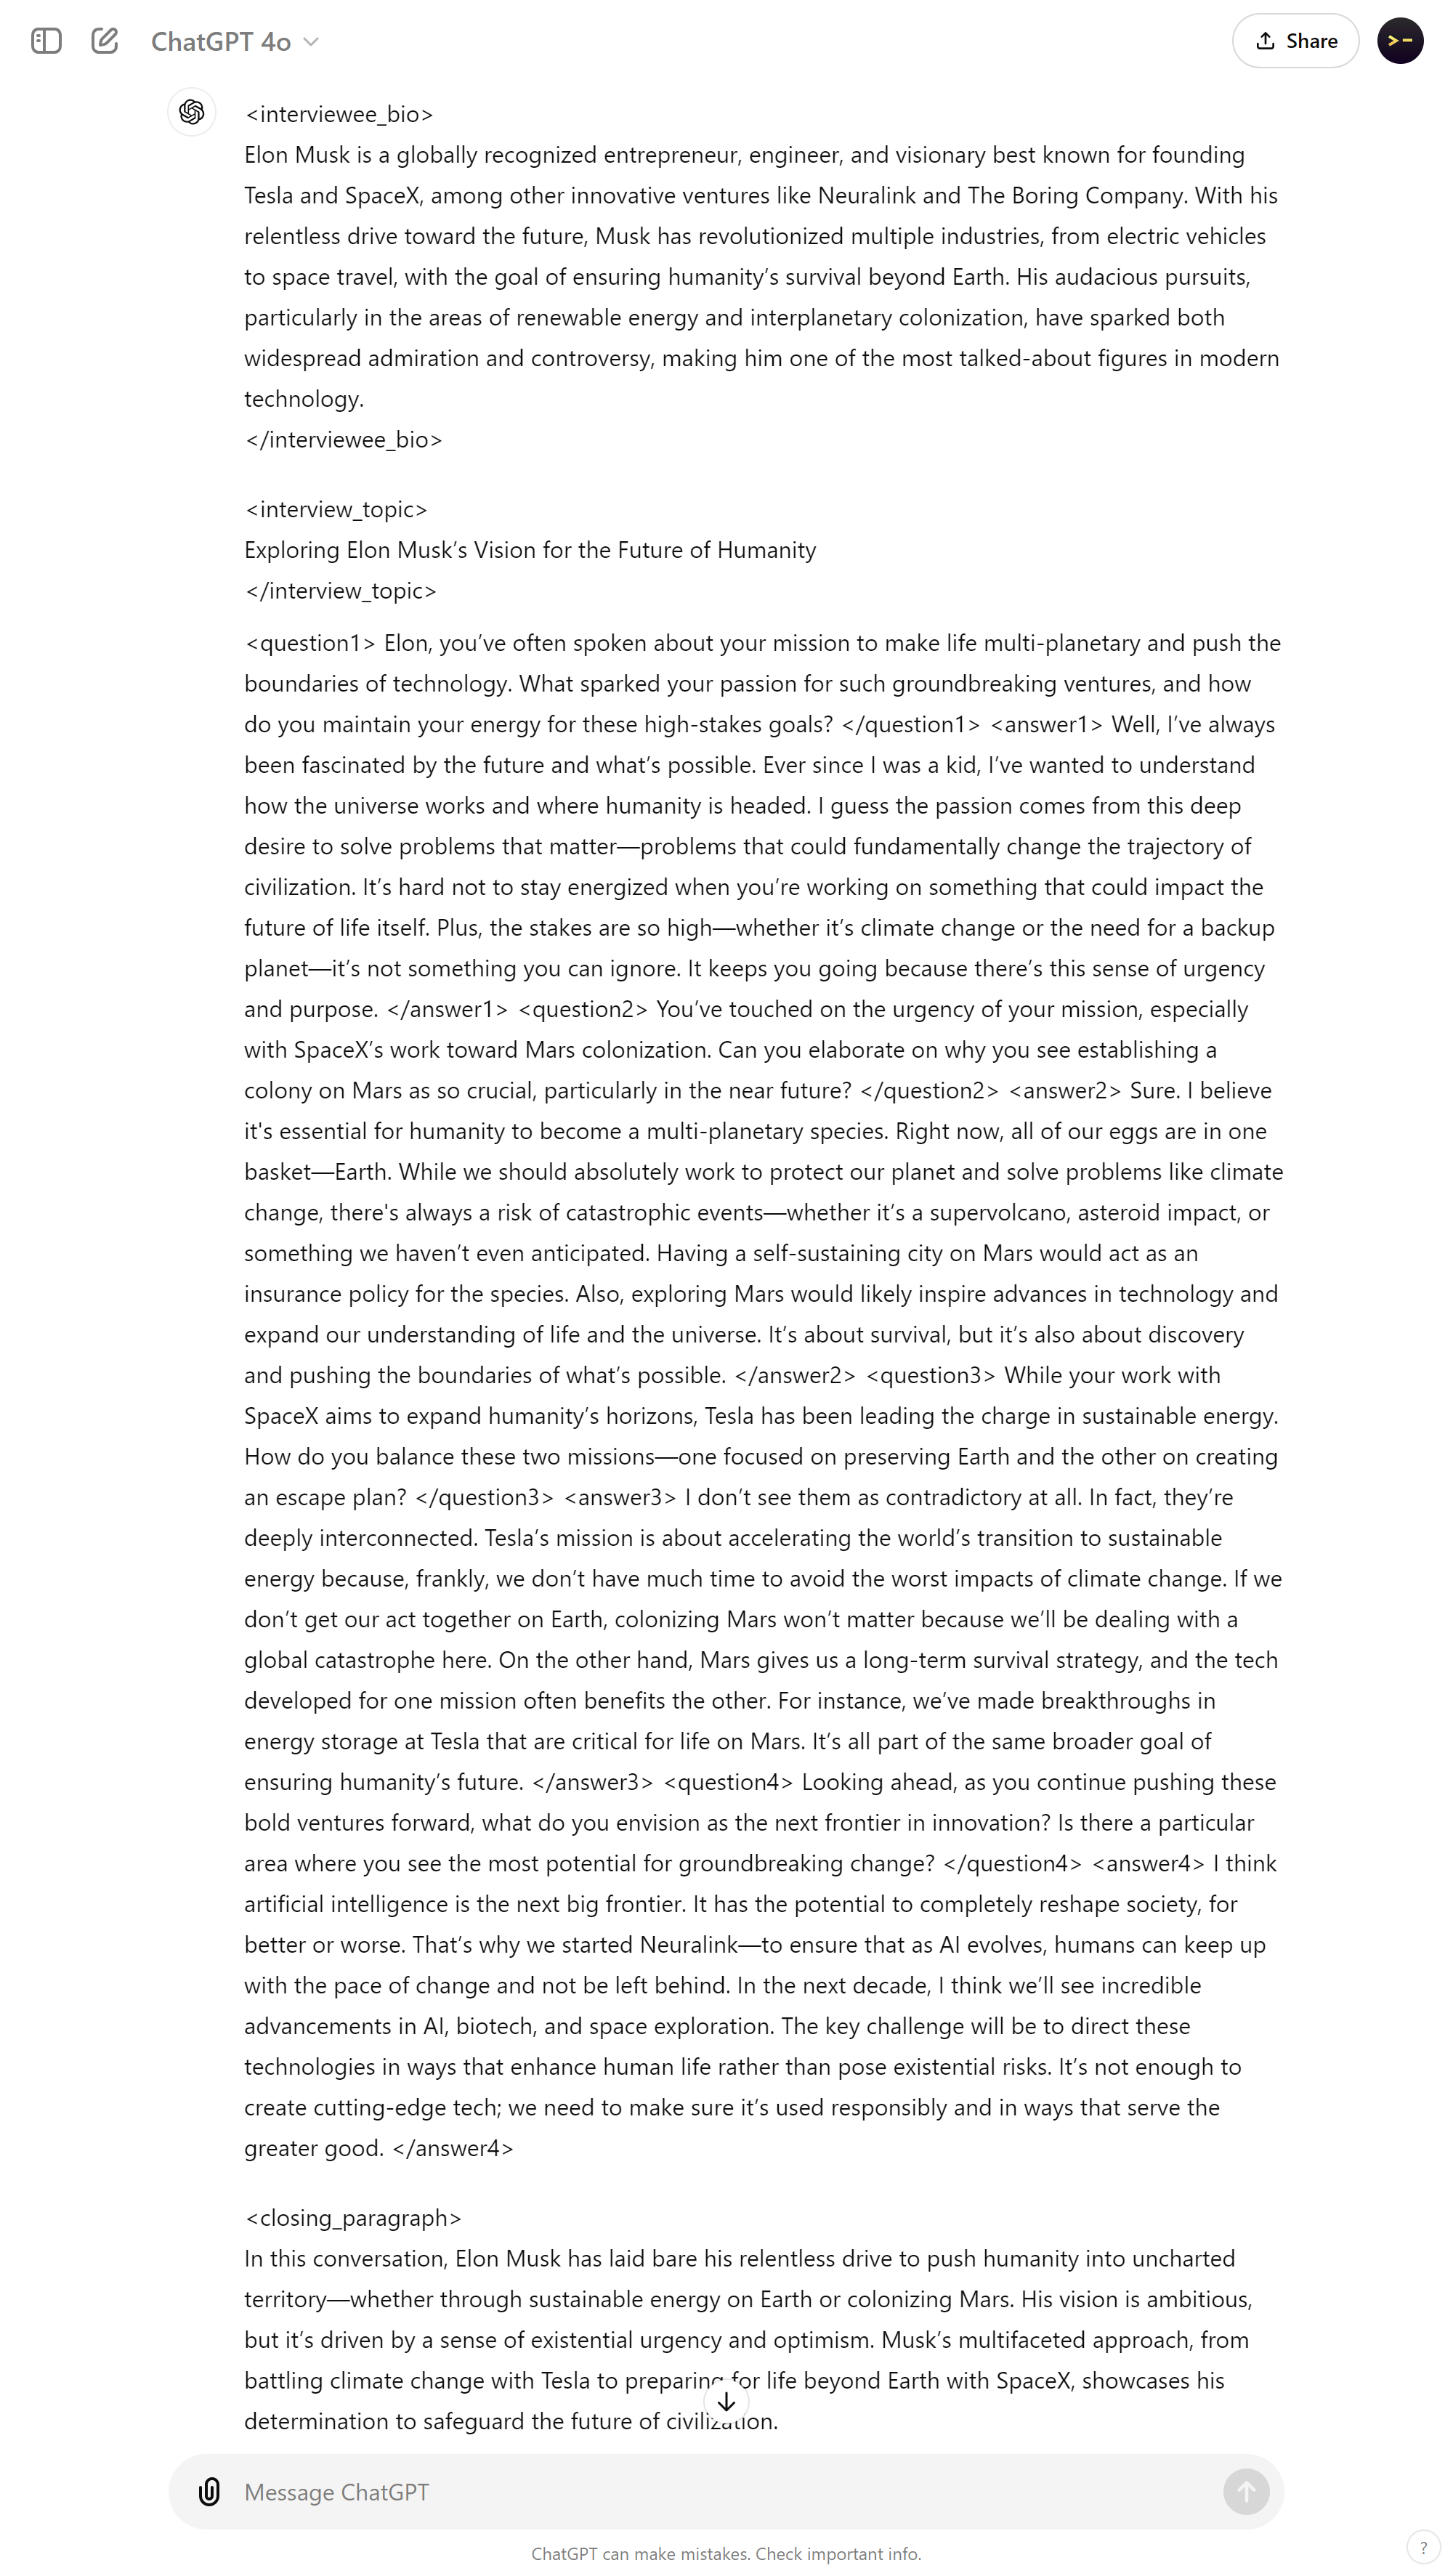 ChatGPT 4o
Share
<interviewee_bio>
Elon Musk is a globally recognized entrepreneur, engineer, and visionary best known for founding
Tesla and SpaceX, among other innovative ventures like Neuralink and The Boring Company. With his
relentless drive toward the future, Musk has revolutionized multiple industries, from electric vehicles
to space travel, with the goal of ensuring humanity’s survival beyond Earth. His audacious pursuits,
particularly in the areas of renewable energy and interplanetary colonization, have sparked both
widespread admiration and controversy, making him one of the most talked-about figures in modern
technology.
</interviewee_bio>
<interview_topic>
Exploring Elon Musk’s Vision for the Future of Humanity
</interview_topic>
<question1> Elon, you’ve often spoken about your mission to make life multi-planetary and push the
boundaries of technology. What sparked your passion for such groundbreaking ventures, and how
do you maintain your energy for these high-stakes goals? </question1> <answer1> Well, I’ve always
been fascinated by the future and what’s possible. Ever since I was a kid, I’ve wanted to understand
how the universe works and where humanity is headed. I guess the passion comes from this deep
desire to solve problems that matter—problems that could fundamentally change the trajectory of
civilization. It’s hard not to stay energized when you’re working on something that could impact the
future of life itself. Plus, the stakes are so high—whether it’s climate change or the need for a backup
planet—it’s not something you can ignore. It keeps you going because there’s this sense of urgency
and purpose. </answer1> <question2> You’ve touched on the urgency of your mission, especially
with SpaceX’s work toward Mars colonization. Can you elaborate on why you see establishing a
colony on Mars as so crucial, particularly in the near future? </question2> <answer2> Sure. I believe
it's essential for humanity to become a multi-planetary species. Right now, all of our eggs are in one
basket—Earth. While we should absolutely work to protect our planet and solve problems like climate
change, there's always a risk of catastrophic events—whether it’s a supervolcano, asteroid impact, or
something we haven’t even anticipated. Having a self-sustaining city on Mars would act as an
insurance policy for the species. Also, exploring Mars would likely inspire advances in technology and
expand our understanding of life and the universe. It’s about survival, but it’s also about discovery
and pushing the boundaries of what’s possible. </answer2> <question3> While your work with
SpaceX aims to expand humanity’s horizons, Tesla has been leading the charge in sustainable energy.
How do you balance these two missions—one focused on preserving Earth and the other on creating
an escape plan? </question3> <answer3> I don’t see them as contradictory at all. In fact, they’re
deeply interconnected. Tesla’s mission is about accelerating the world’s transition to sustainable
energy because, frankly, we don’t have much time to avoid the worst impacts of climate change. If we
don’t get our act together on Earth, colonizing Mars won’t matter because we’ll be dealing with a
global catastrophe here. On the other hand, Mars gives us a long-term survival strategy, and the tech
developed for one mission often benefits the other. For instance, we’ve made breakthroughs in
energy storage at Tesla that are critical for life on Mars. It’s all part of the same broader goal of
ensuring humanity’s future. </answer3> <question4> Looking ahead, as you continue pushing these
bold ventures forward, what do you envision as the next frontier in innovation? Is there a particular
area where you see the most potential for groundbreaking change? </question4> <answer4> I think
artificial intelligence is the next big frontier. It has the potential to completely reshape society, for
better or worse. That’s why we started Neuralink—to ensure that as AI evolves, humans can keep up
with the pace of change and not be left behind. In the next decade, I think we’ll see incredible
advancements in AI, biotech, and space exploration. The key challenge will be to direct these
technologies in ways that enhance human life rather than pose existential risks. It’s not enough to
create cutting-edge tech; we need to make sure it’s used responsibly and in ways that serve the
greater good. </answer4>
<closing_paragraph>
In this conversation, Elon Musk has laid bare his relentless drive to push humanity into uncharted
territory—whether through sustainable energy on Earth or colonizing Mars. His vision is ambitious,
but it’s driven by a sense of existential urgency and optimism. Musk’s multifaceted approach, from
battling climate change with Tesla to preparing for life beyond Earth with SpaceX, showcases his
determination to safeguard the future of civilization.
Message ChatGPT
ChatGPT can make mistakes. Check important info.
?